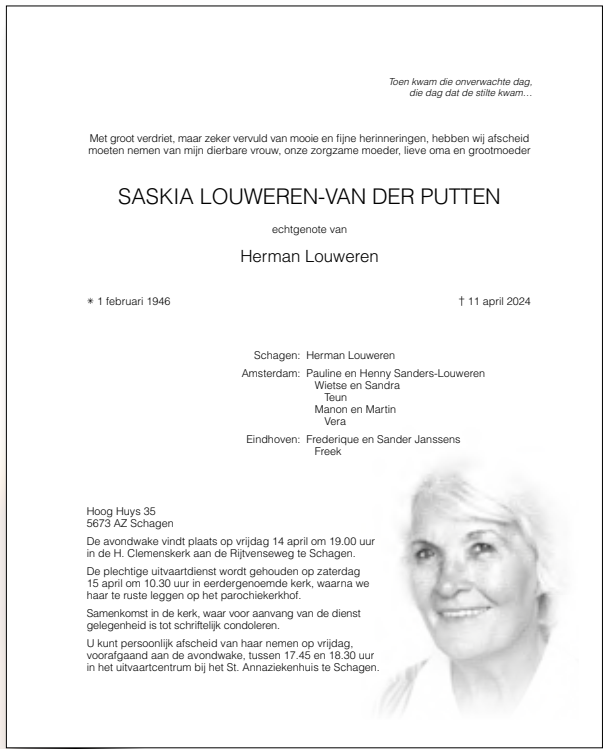 Toen kwam die onverwachte dag,
die dag dat de stilte kwam...
Met groot verdriet, maar zeker vervuld van mooie en fijne herinneringen, hebben wij afscheid
moeten nemen van mijn dierbare vrouw, onze zorgzame moeder, lieve oma en grootmoeder
SASKIA LOUWEREN-VAN DER PUTTEN
echtgenote van
Herman Louweren
✳ 1 februari 1946 † 11 april 2024
Schagen: Herman Louweren
Amsterdam: Pauline en Henny Sanders-Louweren
Wietse en Sandra
Teun
Manon en Martin
Vera
Eindhoven: Frederique en Sander Janssens
Freek
Hoog Huys 35
5673 AZ Schagen
De avondwake vindt plaats op vrijdag 14 april om 19.00 uur
in de H. Clemenskerk aan de Rijtvenseweg te Schagen.
De plechtige uitvaartdienst wordt gehouden op zaterdag
15 april om 10.30 uur in eerdergenoemde kerk, waarna we
haar te ruste leggen op het parochiekerkhof.
Samenkomst in de kerk, waar voor aanvang van de dienst
gelegenheid is tot schriftelijk condoleren.
U kunt persoonlijk afscheid van haar nemen op vrijdag,
voorafgaand aan de avondwake, tussen 17.45 en 18.30 uur
in het uitvaartcentrum bij het St. Annaziekenhuis te Schagen.